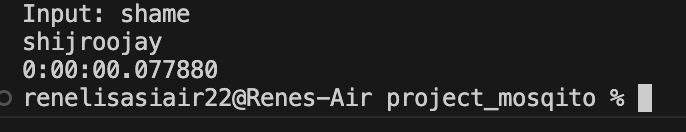 Input: shame
shijroojay
0:00:00.077880
renelisasiair22@Renes-Air project_mosqito %